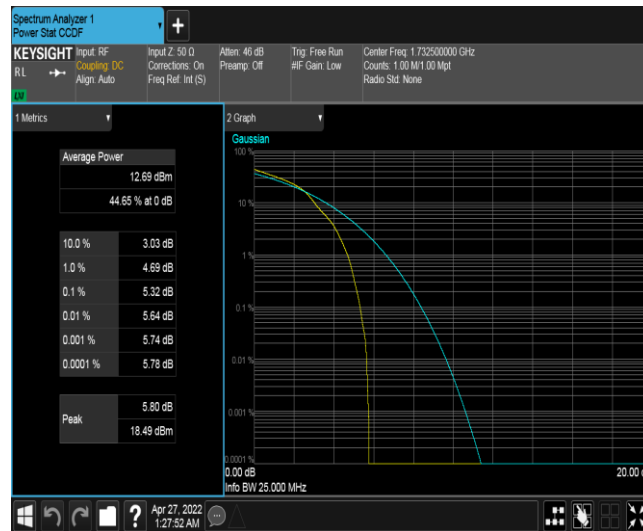 Spectrum Analyzer 1
Power Stat CCDF
+
KEYSIGHT
RL
Input: RF
Coupling: DC
Align: Auto
Input Z: 50 Ω
Corrections: On
Freq Ref: Int (S)
Atten: 46 dB
Preamp: Off
Trig: Free Run
#IF Gain: Low
Center Freq: 1.732500000 GHz
Counts: 1.00 M/1.00 Mpt
Radio Std: None
1 Metrics
Average Power
12.69 dBm
44.65 % at 0 dB
10.0 % 3.03 dB
1.0 % 4.69 dB
0.1 % 5.32 dB
0.01 % 5.64 dB
0.001 % 5.74 dB
0.0001 % 5.78 dB
Peak
5.80 dB
18.49 dBm
2 Graph
Gaussian
100 %
10 %
1 %
0.1 %
0.01 %
0.001 %
0.0001 %
0.00 dB
20.00
Info BW 25.000 MHz
?
Apr 27, 2022
1:27:52 AM